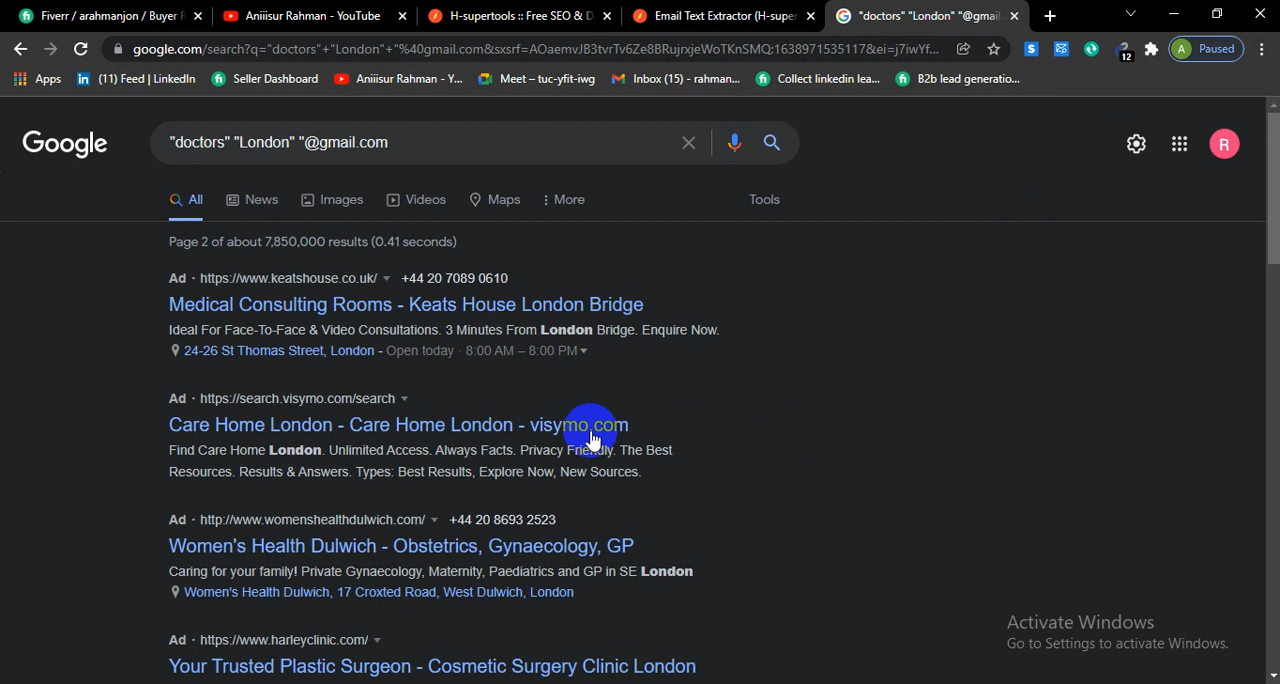 Fiverr / arahmanjon / Buyer R
Aniiisur Rahman - YouTube
H-supertools :: Free SEO & D
Email Text Extractor (H-super
"doctors" "London" "@gmail
google.com/search?q="doctors"+"London"+"%40gmail.com&sxsrf=AOaemvJB3tvrTv6Ze8BRujrxjeWoTKnSMQ:1638971535117&ei=j7iwYf...
S
12
A Paused
Apps
(11) Feed | LinkedIn
Seller Dashboard
Aniiisur Rahman - Y...
Meet – tuc-yfit-iwg
Inbox (15) - rahman...
Collect linkedin lea...
B2b lead generatio...
Google
"doctors" "London" "@gmail.com
R
All
News
Images
Videos
Maps
More
Tools
Page 2 of about 7,850,000 results (0.41 seconds)
Ad · https://www.keatshouse.co.uk/ +44 20 7089 0610
Medical Consulting Rooms - Keats House London Bridge
Ideal For Face-To-Face & Video Consultations. 3 Minutes From London Bridge. Enquire Now.
24-26 St Thomas Street, London - Open today · 8:00 AM – 8:00 PM
Ad · https://search.visymo.com/search
Care Home London - Care Home London - visymo.com
Find Care Home London. Unlimited Access. Always Facts. Privacy Friendly. The Best
Resources. Results & Answers. Types: Best Results, Explore Now, New Sources.
Ad · http://www.womenshealthdulwich.com/ +44 20 8693 2523
Women's Health Dulwich - Obstetrics, Gynaecology, GP
Caring for your family! Private Gynaecology, Maternity, Paediatrics and GP in SE London
Women's Health Dulwich, 17 Croxted Road, West Dulwich, London
Ad · https://www.harleyclinic.com/
Your Trusted Plastic Surgeon - Cosmetic Surgery Clinic London
Activate Windows
Go to Settings to activate Windows.